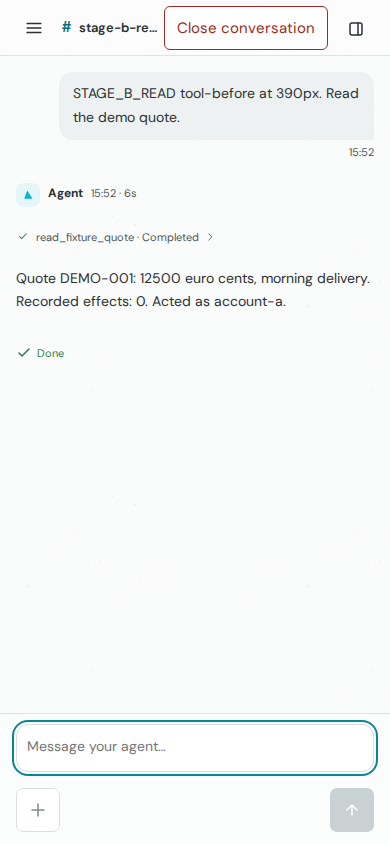 # stage-b-re...
Close conversation
STAGE_B_READ tool-before at 390px. Read
the demo quote.
15:52
Agent 15:52 · 6s
read_fixture_quote · Completed
Quote DEMO-001: 12500 euro cents, morning delivery.
Recorded effects: 0. Acted as account-a.
Done
Message your agent...